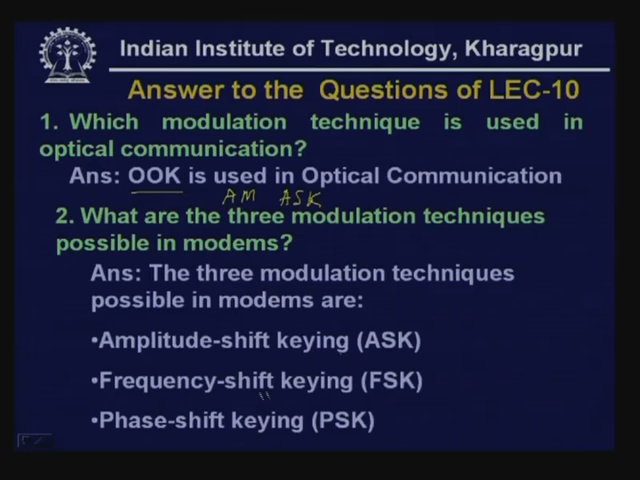 Indian Institute of Technology, Kharagpur
Answer to the Questions of LEC-10
1. Which modulation technique is used in
optical communication?
Ans: OOK is used in Optical Communication
AM ASK
2. What are the three modulation techniques
possible in modems?
Ans: The three modulation techniques
possible in modems are:
•Amplitude-shift keying (ASK)
•Frequency-shift keying (FSK)
•Phase-shift keying (PSK)